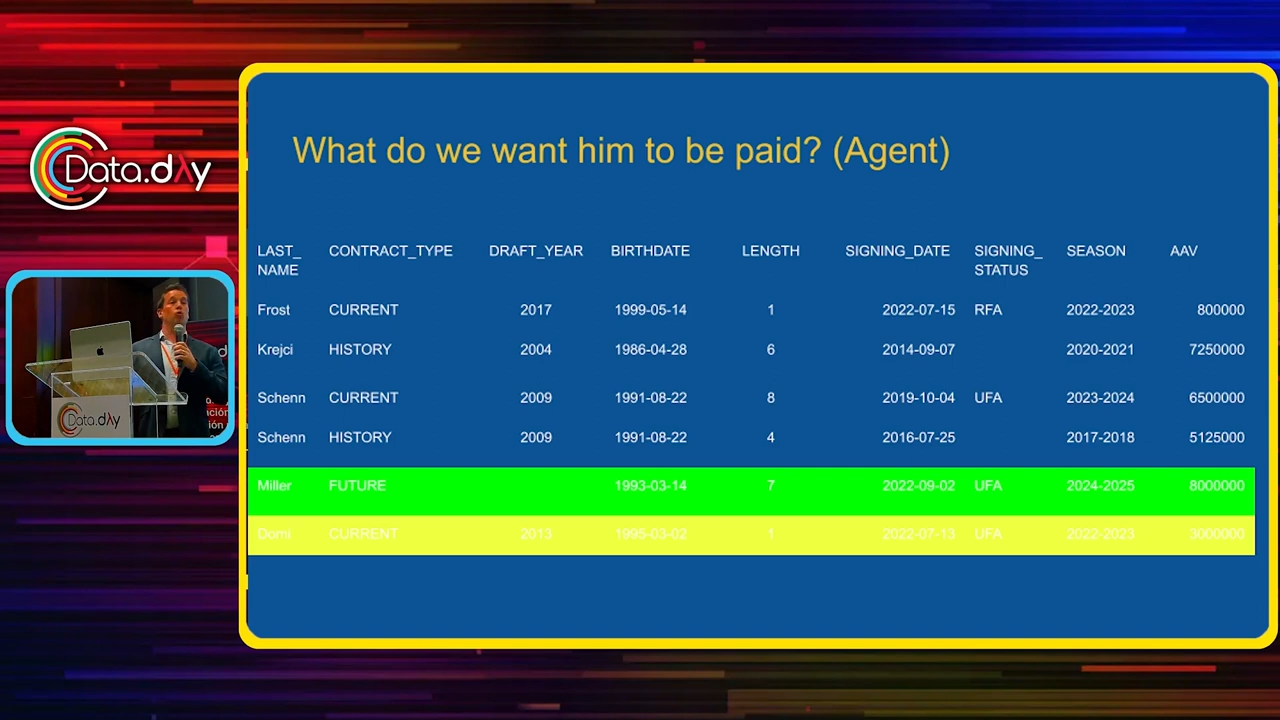 Data.dΛy
What do we want him to be paid? (Agent)
LAST_ NAME CONTRACT_TYPE DRAFT_YEAR BIRTHDATE LENGTH SIGNING_DATE SIGNING_ STATUS SEASON AAV
Frost CURRENT 2017 1999-05-14 1 2022-07-15 RFA 2022-2023 800000
Krejci HISTORY 2004 1986-04-28 6 2014-09-07 2020-2021 7250000
Schenn CURRENT 2009 1991-08-22 8 2019-10-04 UFA 2023-2024 6500000
Schenn HISTORY 2009 1991-08-22 4 2016-07-25 2017-2018 5125000
Miller FUTURE 1993-03-14 7 2022-09-02 UFA 2024-2025 8000000
Domi CURRENT 2013 1995-03-02 1 2022-07-13 UFA 2022-2023 3000000
Data.dΛy